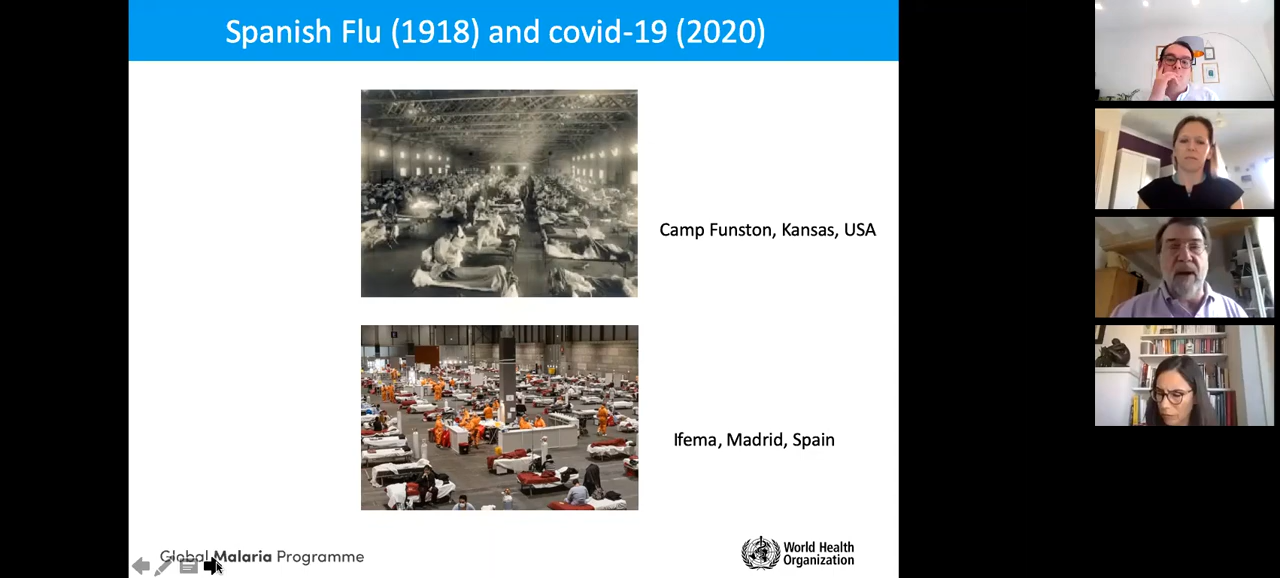 Spanish Flu (1918) and covid-19 (2020)
Camp Funston, Kansas, USA
Ifema, Madrid, Spain
Global Malaria Programme
World Health
Organization